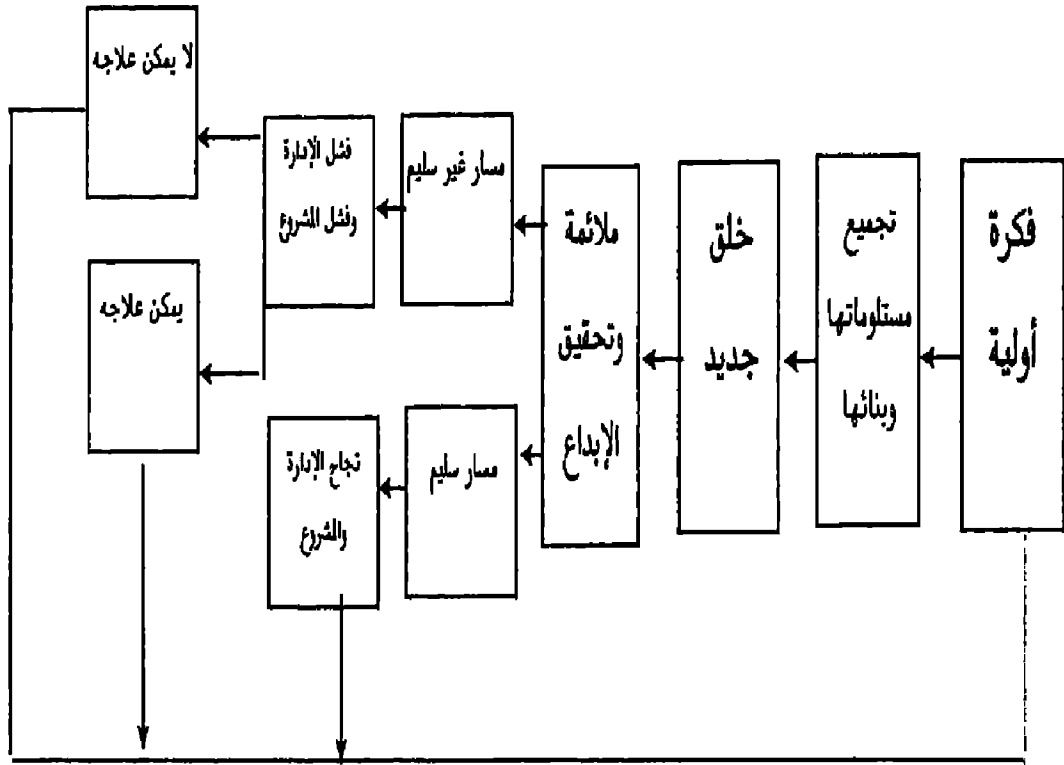 فكرة
أولية
تجميع
مستلوماتها
وبنائها
خلق
جديد
ملائمة
وتحقيق
الإبداع
مسار غير سليم
فشل الإدارة
وفشل المشروع
لا يمكن علاجه
يمكن علاجه
مسار سليم
نجاح الإدارة
والمشروع